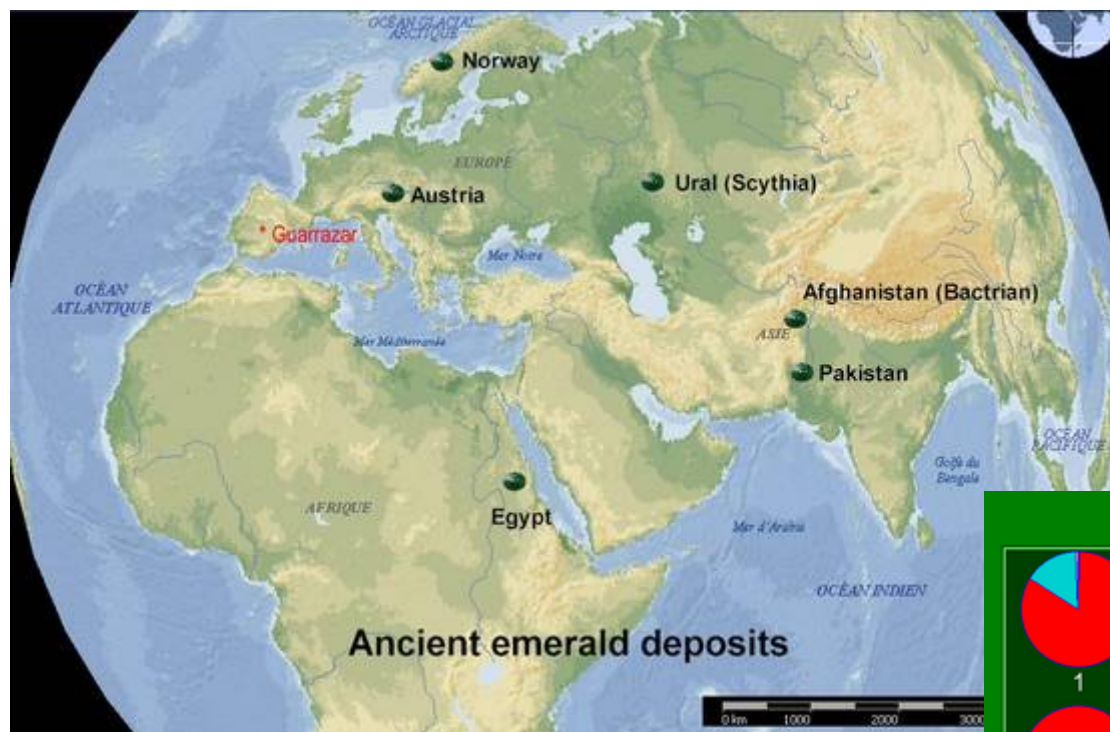 OCÉAN GLACIAL
ARCTIQUE
Norway
EUROPE
Ural (Scythia)
Austria
Guarrazar
Mer Noire
OCÉAN
ATLANTIQUE
Afghanistan (Bactrian)
ASIE
Mer Méditerranée
Pakistan
OCÉAN
PACIFIQUE
Golfe du
Bengale
AFRIQUE
Egypt
Mer d'Arabie
OCÉAN INDIEN
Ancient emerald deposits
1
0 km 1000 2000 3000